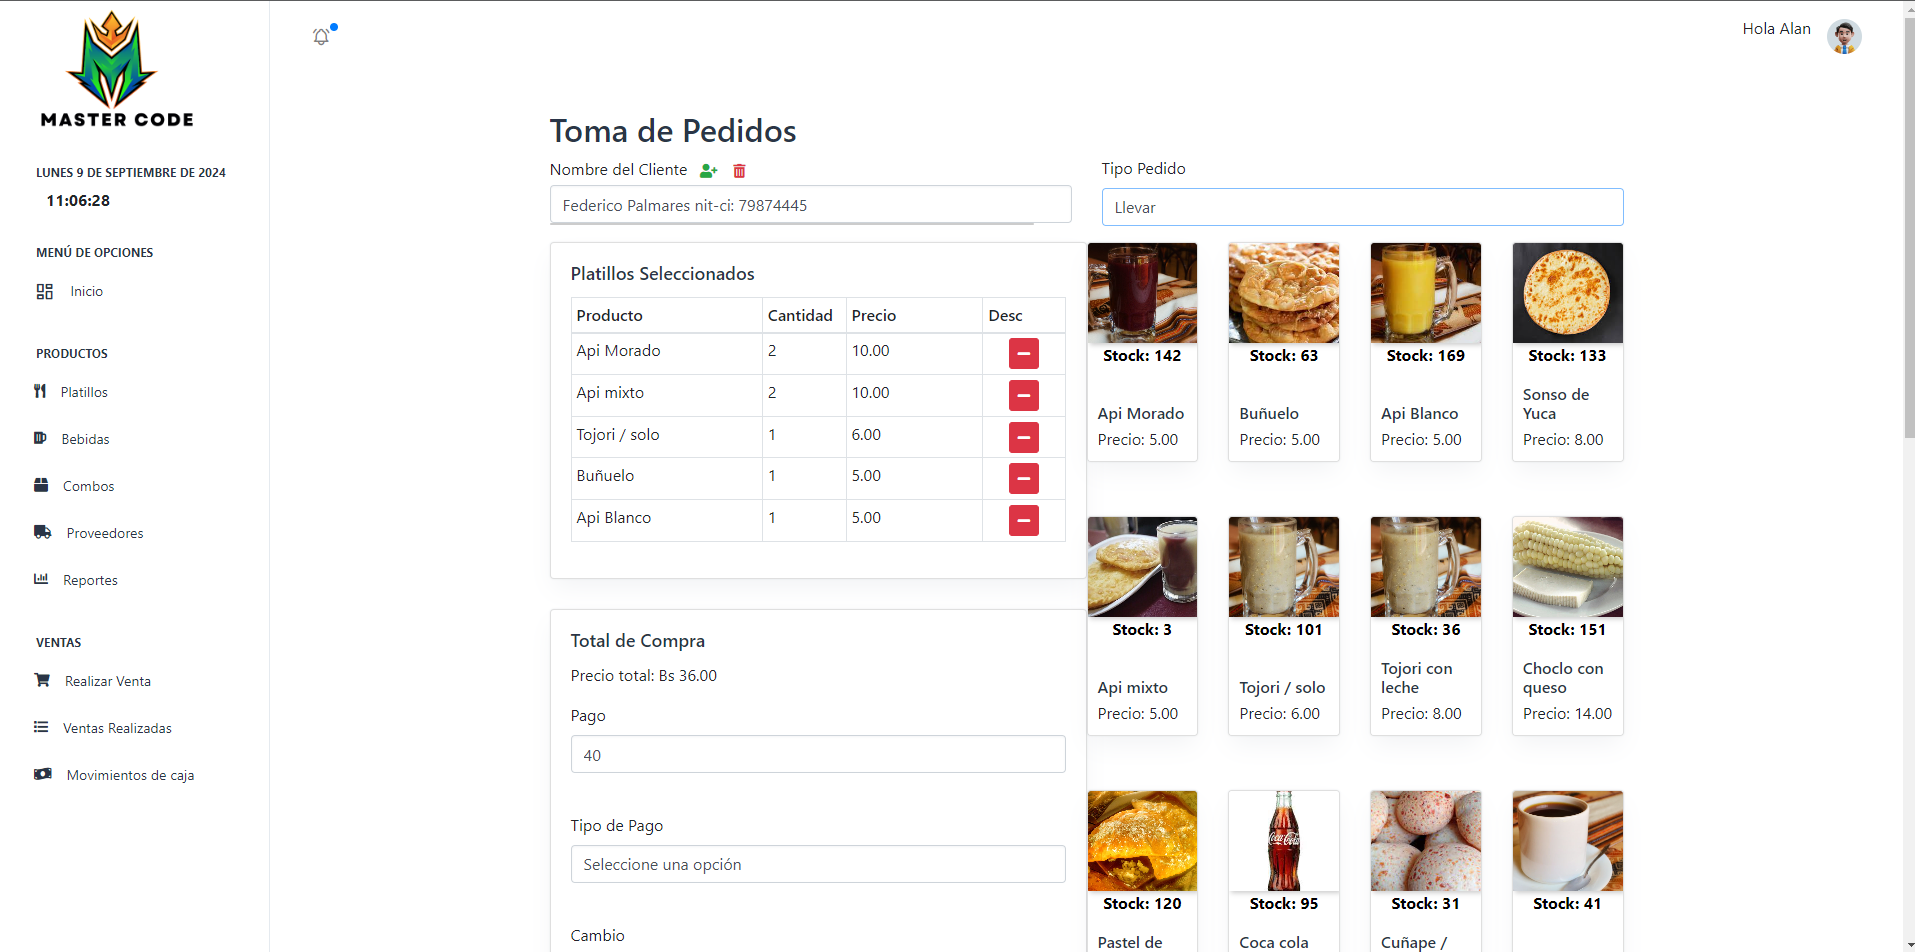 MASTER CODE
LUNES 9 DE SEPTIEMBRE DE 2024
11:06:28
MENÚ DE OPCIONES
Inicio
PRODUCTOS
Platillos
Bebidas
Combos
Proveedores
Reportes
VENTAS
Realizar Venta
Ventas Realizadas
Movimientos de caja
Hola Alan
Toma de Pedidos
Nombre del Cliente
Federico Palmares nit-ci: 79874445
Tipo Pedido
Llevar
Platillos Seleccionados
Producto Cantidad Precio Desc
Api Morado 2 10.00
Api mixto 2 10.00
Tojori / solo 1 6.00
Buñuelo 1 5.00
Api Blanco 1 5.00
Total de Compra
Precio total: Bs 36.00
Pago
40
Tipo de Pago
Seleccione una opción
Cambio
Stock: 142
Api Morado
Precio: 5.00
Stock: 63
Buñuelo
Precio: 5.00
Stock: 169
Api Blanco
Precio: 5.00
Stock: 133
Sonso de
Yuca
Precio: 8.00
Stock: 3
Api mixto
Precio: 5.00
Stock: 101
Tojori / solo
Precio: 6.00
Stock: 36
Tojori con
leche
Precio: 8.00
Stock: 151
Choclo con
queso
Precio: 14.00
Stock: 120
Pastel de
Coca-Cola
Stock: 95
Coca cola
Stock: 31
Cuñape /
Stock: 41